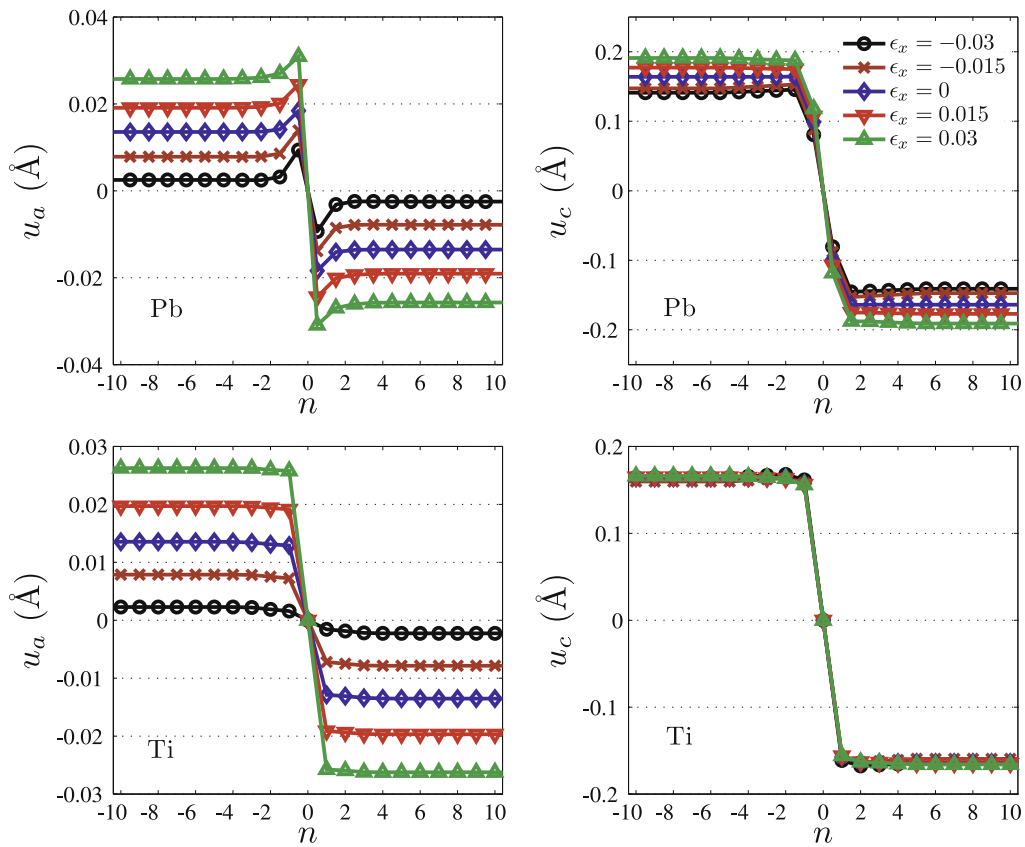 0.04
0.02
0
-0.02
-0.04
u_a (Å)
Pb
-10 -8 -6 -4 -2 0 2 4 6 8 10
n
0.2
0.1
0
-0.1
-0.2
u_c (Å)
Pb
ϵ_x = −0.03
ϵ_x = −0.015
ϵ_x = 0
ϵ_x = 0.015
ϵ_x = 0.03
-10 -8 -6 -4 -2 0 2 4 6 8 10
n
0.03
0.02
0.01
0
-0.01
-0.02
-0.03
u_a (Å)
Ti
-10 -8 -6 -4 -2 0 2 4 6 8 10
n
0.2
0.1
0
-0.1
-0.2
u_c (Å)
Ti
-10 -8 -6 -4 -2 0 2 4 6 8 10
n